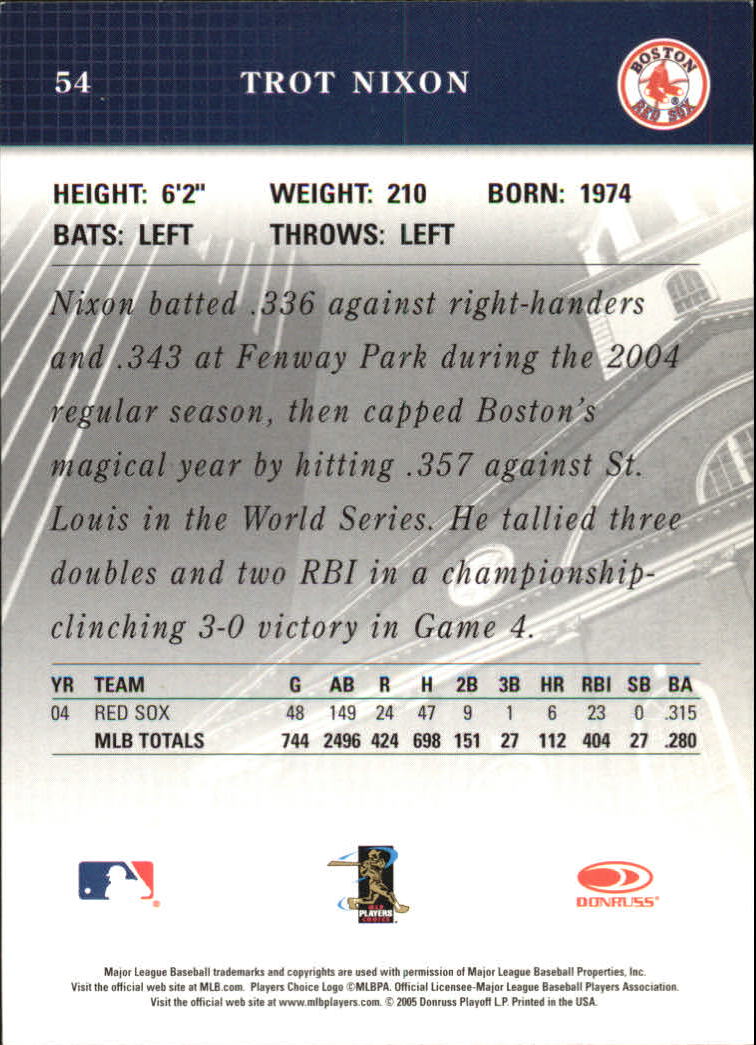 54 TROT NIXON
BOSTON RED SOX
HEIGHT: 6'2" WEIGHT: 210 BORN: 1974
BATS: LEFT THROWS: LEFT
Nixon batted .336 against right-handers
and .343 at Fenway Park during the 2004
regular season, then capped Boston's
magical year by hitting .357 against St.
Louis in the World Series. He tallied three
doubles and two RBI in a championship-
clinching 3-0 victory in Game 4.
YR TEAM G AB R H 2B 3B HR RBI SB BA
04 RED SOX 48 149 24 47 9 1 6 23 0 .315
MLB TOTALS 744 2496 424 698 151 27 112 404 27 .280
MLB
PLAYERS
CHOICE
DONRUSS®
Major League Baseball trademarks and copyrights are used with permission of Major League Baseball Properties, Inc.
Visit the official web site at MLB.com. Players Choice Logo ©MLBPA. Official Licensee-Major League Baseball Players Association.
Visit the official web site at www.mlbplayers.com. © 2005 Donruss Playoff L.P. Printed in the USA.